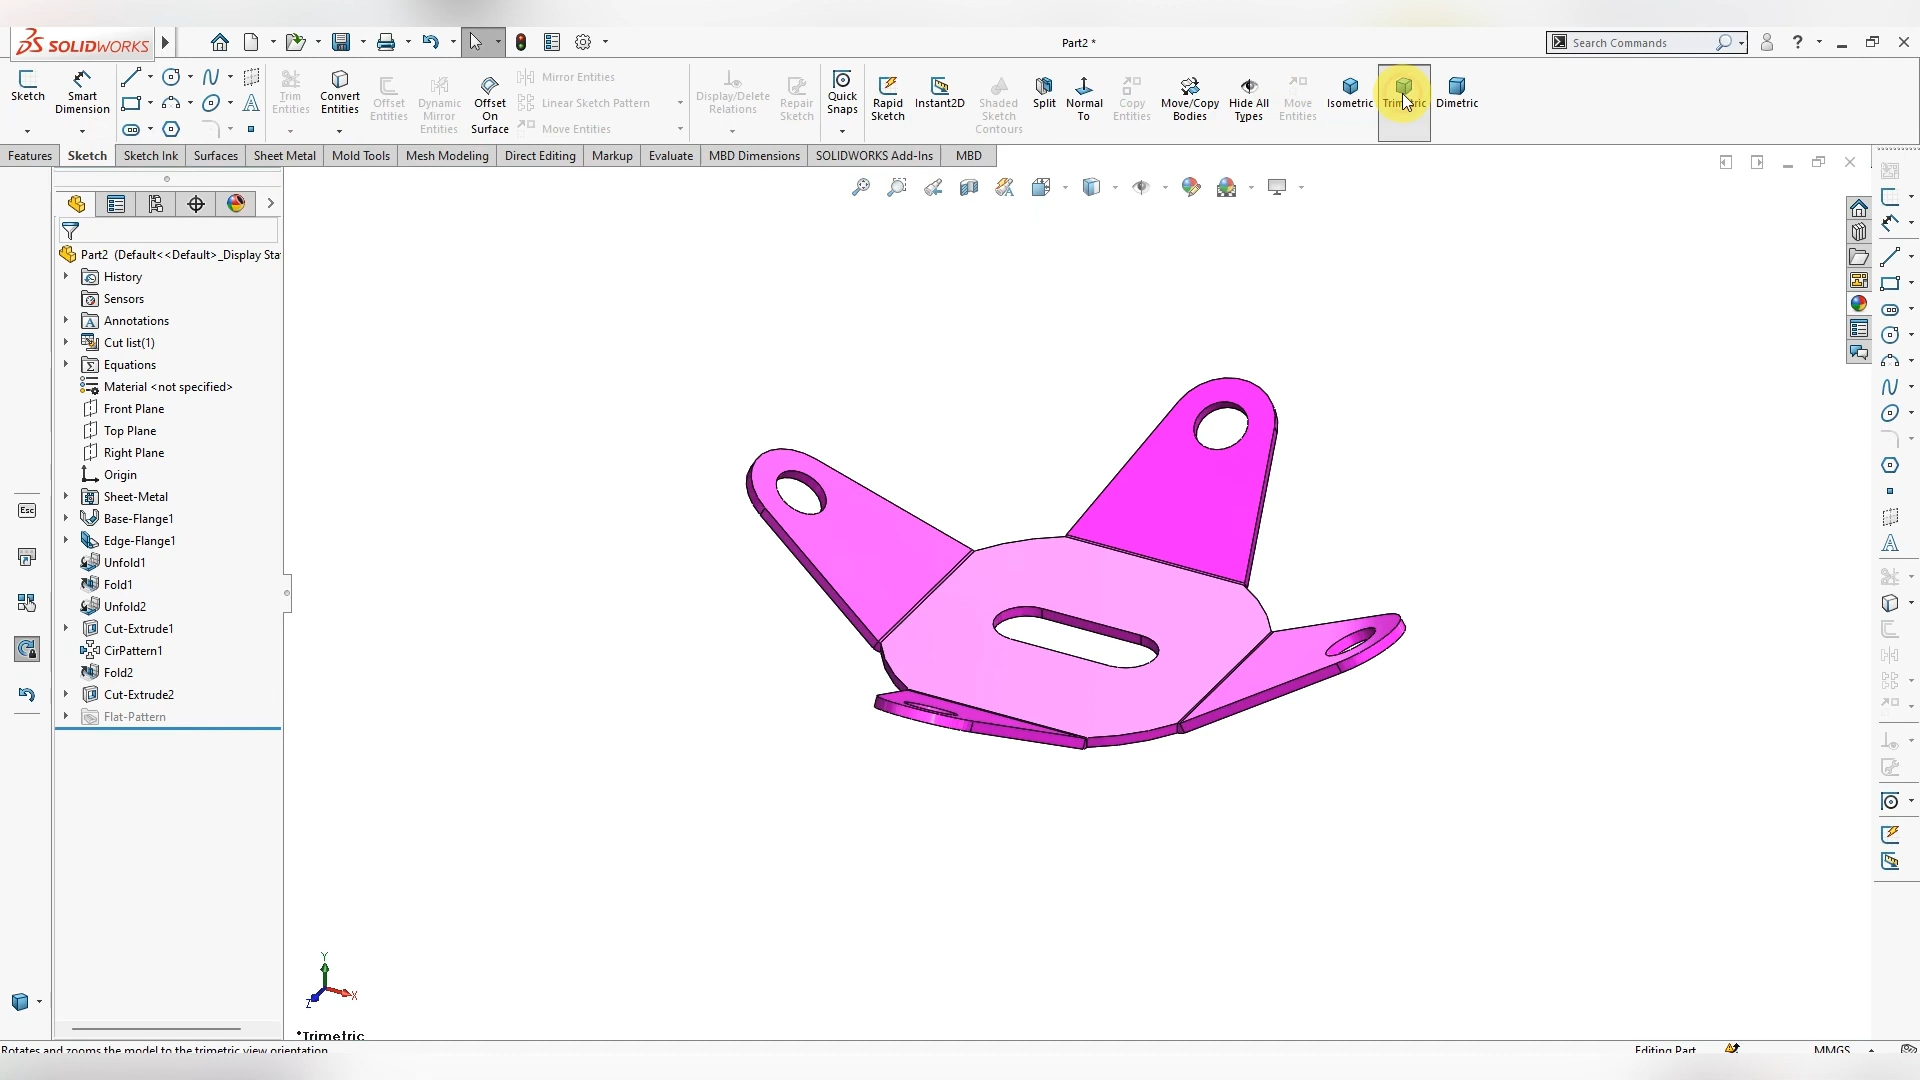 SOLIDWORKS
Part2 *
Search Commands
?
Sketch
Smart Dimension
Trim Entities
Convert Entities
Offset Entities
Dynamic Mirror Entities
Offset On Surface
Mirror Entities
Linear Sketch Pattern
Move Entities
Display/Delete Relations
Repair Sketch
Quick Snaps
Rapid Sketch
Instant2D
Shaded Sketch Contours
Split
Normal To
Copy Entities
Move/Copy Bodies
Hide All Types
Move Entities
Isometric
Dimetric
Features
Sketch
Sketch Ink
Surfaces
Sheet Metal
Mold Tools
Mesh Modeling
Direct Editing
Markup
Evaluate
MBD Dimensions
SOLIDWORKS Add-Ins
MBD
Part2 (Default<<Default>_Display Sta
History
Sensors
Annotations
Cut list(1)
Equations
Material <not specified>
Front Plane
Top Plane
Right Plane
Origin
Sheet-Metal
Base-Flange1
Edge-Flange1
Unfold1
Fold1
Unfold2
Cut-Extrude1
CirPattern1
Fold2
Cut-Extrude2
Flat-Pattern
Esc
Y
X
Z
*Trimetric
Rotates and zooms the model to the trimetric view orientation
Editing Part
MMGS